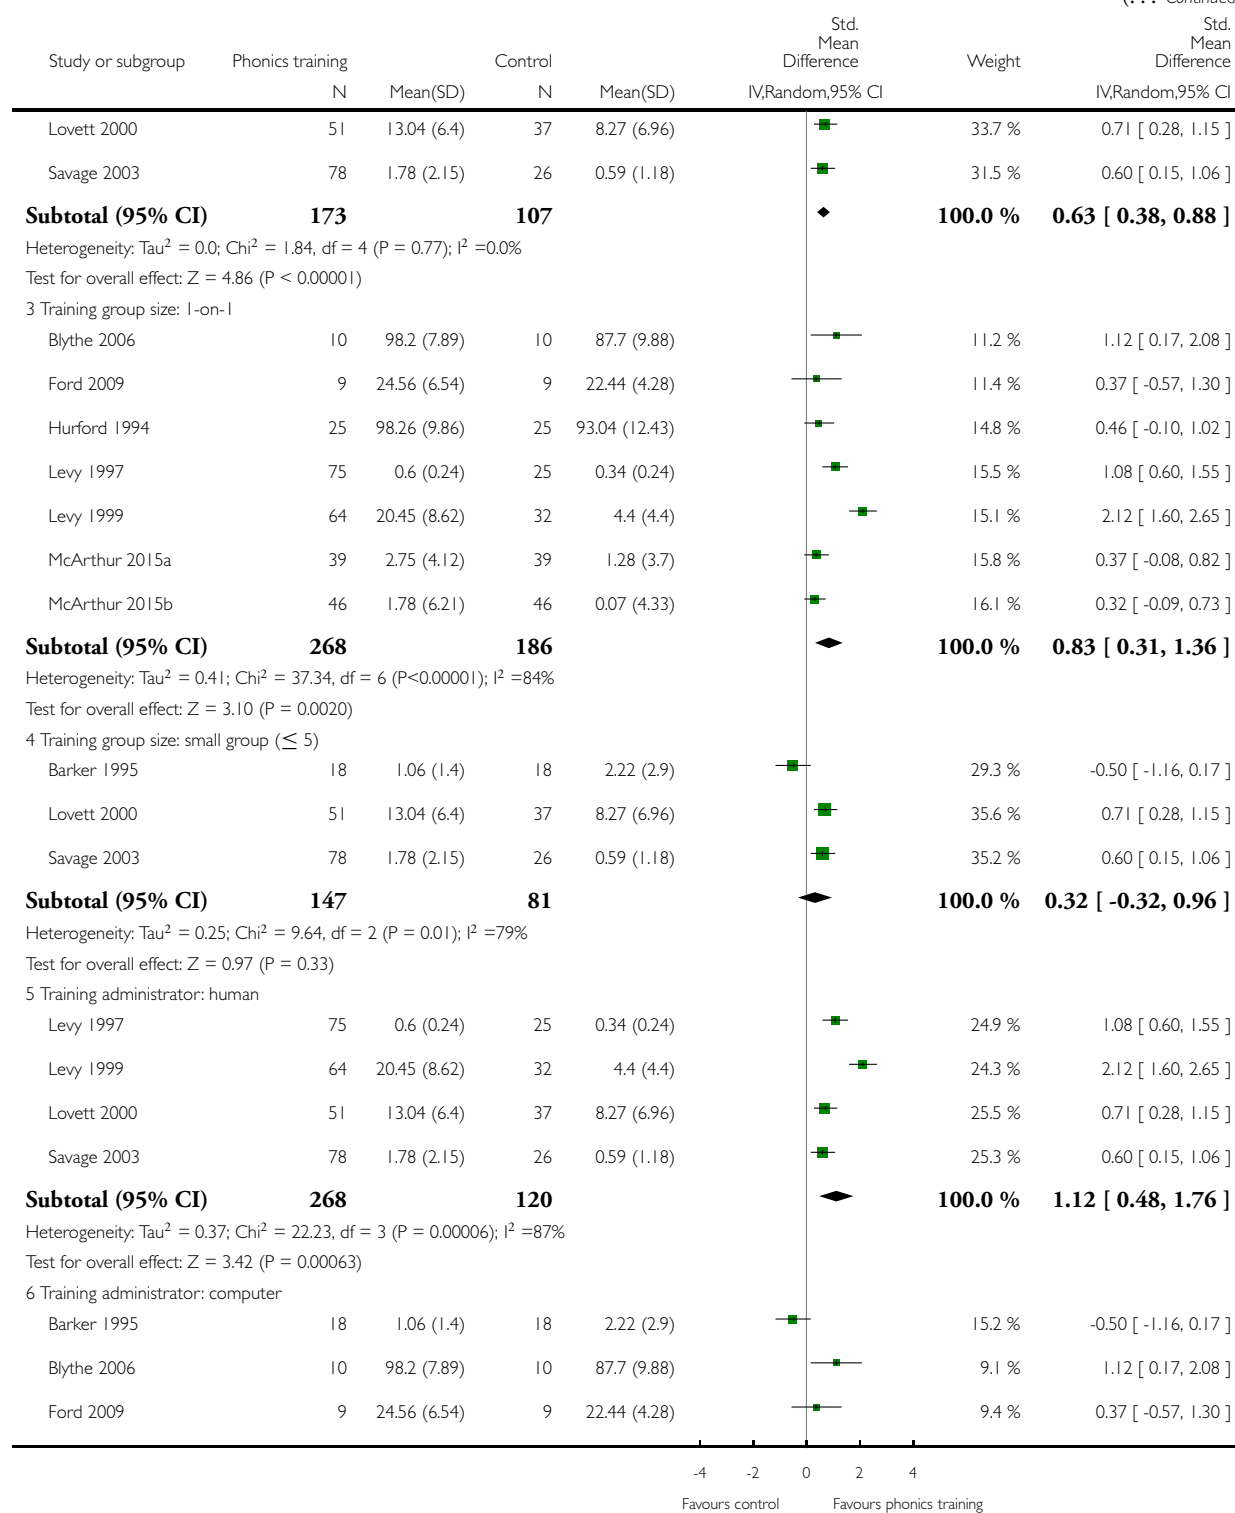 (. . . Continued
Std. Mean Difference Std. Mean Difference
Study or subgroup Phonics training Control Weight
N Mean(SD) N Mean(SD) IV,Random,95% CI IV,Random,95% CI
Lovett 2000 51 13.04 (6.4) 37 8.27 (6.96) 33.7 % 0.71 [ 0.28, 1.15 ]
Savage 2003 78 1.78 (2.15) 26 0.59 (1.18) 31.5 % 0.60 [ 0.15, 1.06 ]
Subtotal (95% CI) 173 107 100.0 % 0.63 [ 0.38, 0.88 ]
Heterogeneity: Tau² = 0.0; Chi² = 1.84, df = 4 (P = 0.77); I² =0.0%
Test for overall effect: Z = 4.86 (P < 0.00001)
3 Training group size: 1-on-1
Blythe 2006 10 98.2 (7.89) 10 87.7 (9.88) 11.2 % 1.12 [ 0.17, 2.08 ]
Ford 2009 9 24.56 (6.54) 9 22.44 (4.28) 11.4 % 0.37 [ -0.57, 1.30 ]
Hurford 1994 25 98.26 (9.86) 25 93.04 (12.43) 14.8 % 0.46 [ -0.10, 1.02 ]
Levy 1997 75 0.6 (0.24) 25 0.34 (0.24) 15.5 % 1.08 [ 0.60, 1.55 ]
Levy 1999 64 20.45 (8.62) 32 4.4 (4.4) 15.1 % 2.12 [ 1.60, 2.65 ]
McArthur 2015a 39 2.75 (4.12) 39 1.28 (3.7) 15.8 % 0.37 [ -0.08, 0.82 ]
McArthur 2015b 46 1.78 (6.21) 46 0.07 (4.33) 16.1 % 0.32 [ -0.09, 0.73 ]
Subtotal (95% CI) 268 186 100.0 % 0.83 [ 0.31, 1.36 ]
Heterogeneity: Tau² = 0.41; Chi² = 37.34, df = 6 (P<0.00001); I² =84%
Test for overall effect: Z = 3.10 (P = 0.0020)
4 Training group size: small group (≤ 5)
Barker 1995 18 1.06 (1.4) 18 2.22 (2.9) 29.3 % -0.50 [ -1.16, 0.17 ]
Lovett 2000 51 13.04 (6.4) 37 8.27 (6.96) 35.6 % 0.71 [ 0.28, 1.15 ]
Savage 2003 78 1.78 (2.15) 26 0.59 (1.18) 35.2 % 0.60 [ 0.15, 1.06 ]
Subtotal (95% CI) 147 81 100.0 % 0.32 [ -0.32, 0.96 ]
Heterogeneity: Tau² = 0.25; Chi² = 9.64, df = 2 (P = 0.01); I² =79%
Test for overall effect: Z = 0.97 (P = 0.33)
5 Training administrator: human
Levy 1997 75 0.6 (0.24) 25 0.34 (0.24) 24.9 % 1.08 [ 0.60, 1.55 ]
Levy 1999 64 20.45 (8.62) 32 4.4 (4.4) 24.3 % 2.12 [ 1.60, 2.65 ]
Lovett 2000 51 13.04 (6.4) 37 8.27 (6.96) 25.5 % 0.71 [ 0.28, 1.15 ]
Savage 2003 78 1.78 (2.15) 26 0.59 (1.18) 25.3 % 0.60 [ 0.15, 1.06 ]
Subtotal (95% CI) 268 120 100.0 % 1.12 [ 0.48, 1.76 ]
Heterogeneity: Tau² = 0.37; Chi² = 22.23, df = 3 (P = 0.00006); I² =87%
Test for overall effect: Z = 3.42 (P = 0.00063)
6 Training administrator: computer
Barker 1995 18 1.06 (1.4) 18 2.22 (2.9) 15.2 % -0.50 [ -1.16, 0.17 ]
Blythe 2006 10 98.2 (7.89) 10 87.7 (9.88) 9.1 % 1.12 [ 0.17, 2.08 ]
Ford 2009 9 24.56 (6.54) 9 22.44 (4.28) 9.4 % 0.37 [ -0.57, 1.30 ]
-4 -2 0 2 4
Favours control Favours phonics training